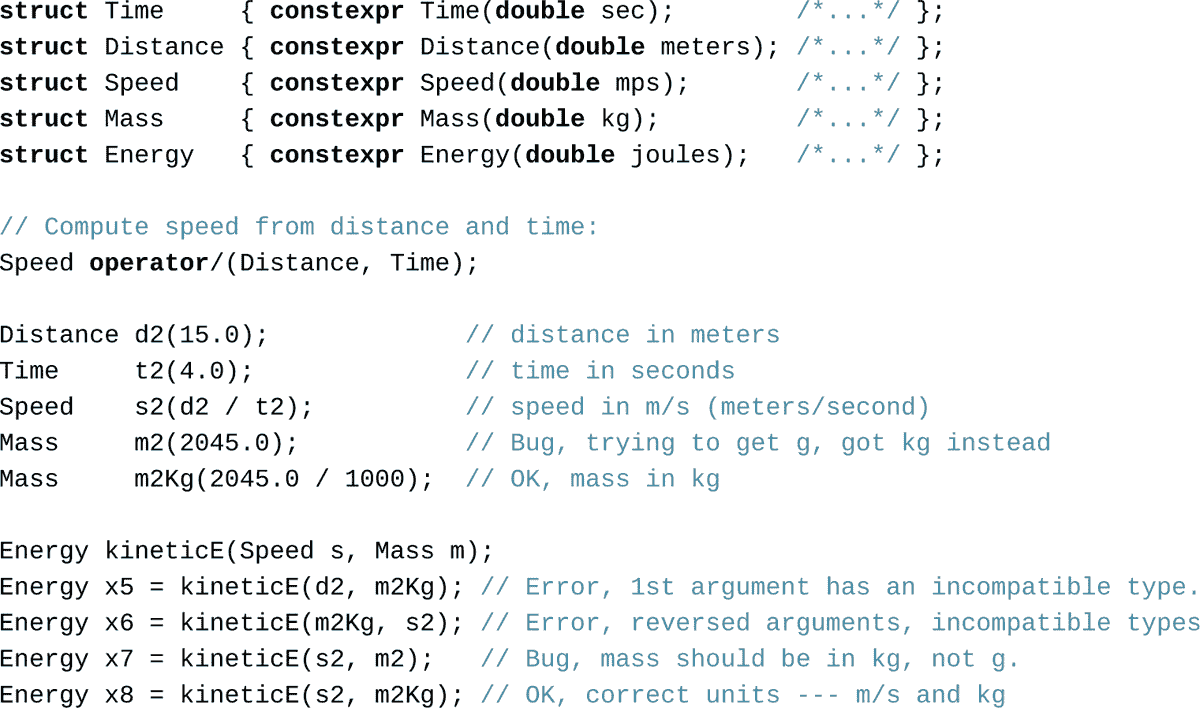 struct Time     { constexpr Time(double sec);        /*...*/ };
struct Distance { constexpr Distance(double meters); /*...*/ };
struct Speed    { constexpr Speed(double mps);       /*...*/ };
struct Mass     { constexpr Mass(double kg);         /*...*/ };
struct Energy   { constexpr Energy(double joules);   /*...*/ };

// Compute speed from distance and time:
Speed operator/(Distance, Time);

Distance d2(15.0);             // distance in meters
Time     t2(4.0);              // time in seconds
Speed    s2(d2 / t2);          // speed in m/s (meters/second)
Mass     m2(2045.0);           // Bug, trying to get g, got kg instead
Mass     m2Kg(2045.0 / 1000);  // OK, mass in kg

Energy kineticE(Speed s, Mass m);
Energy x5 = kineticE(d2, m2Kg); // Error, 1st argument has an incompatible type.
Energy x6 = kineticE(m2Kg, s2); // Error, reversed arguments, incompatible types
Energy x7 = kineticE(s2, m2);   // Bug, mass should be in kg, not g.
Energy x8 = kineticE(s2, m2Kg); // OK, correct units --- m/s and kg